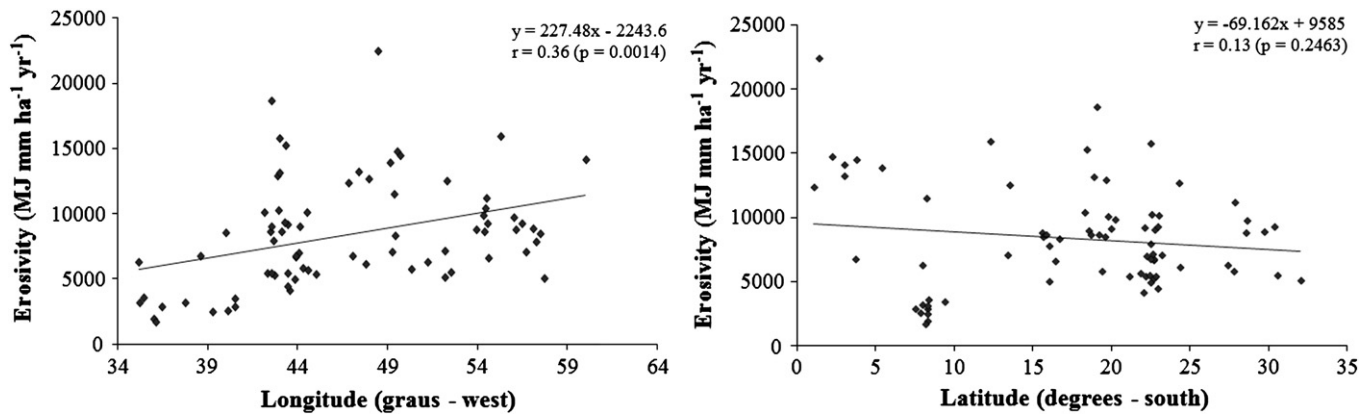 y = 227.48x - 2243.6
r = 0.36 (p = 0.0014)
Erosivity (MJ mm ha⁻¹ yr⁻¹)
25000
20000
15000
10000
5000
0
34 39 44 49 54 59 64
Longitude (graus - west)
y = -69.162x + 9585
r = 0.13 (p = 0.2463)
Erosivity (MJ mm ha⁻¹ yr⁻¹)
25000
20000
15000
10000
5000
0
0 5 10 15 20 25 30 35
Latitude (degrees - south)